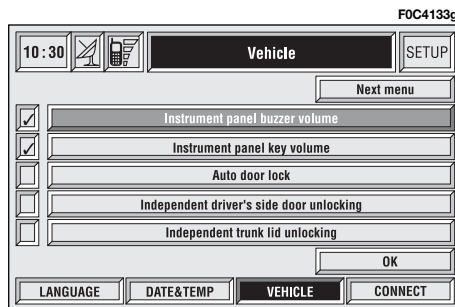 F0C4133g
10:30 Vehicle SETUP
Next menu
Instrument panel buzzer volume
Instrument panel key volume
Auto door lock
Independent driver's side door unlocking
Independent trunk lid unlocking
OK
LANGUAGE DATE&TEMP VEHICLE CONNECT